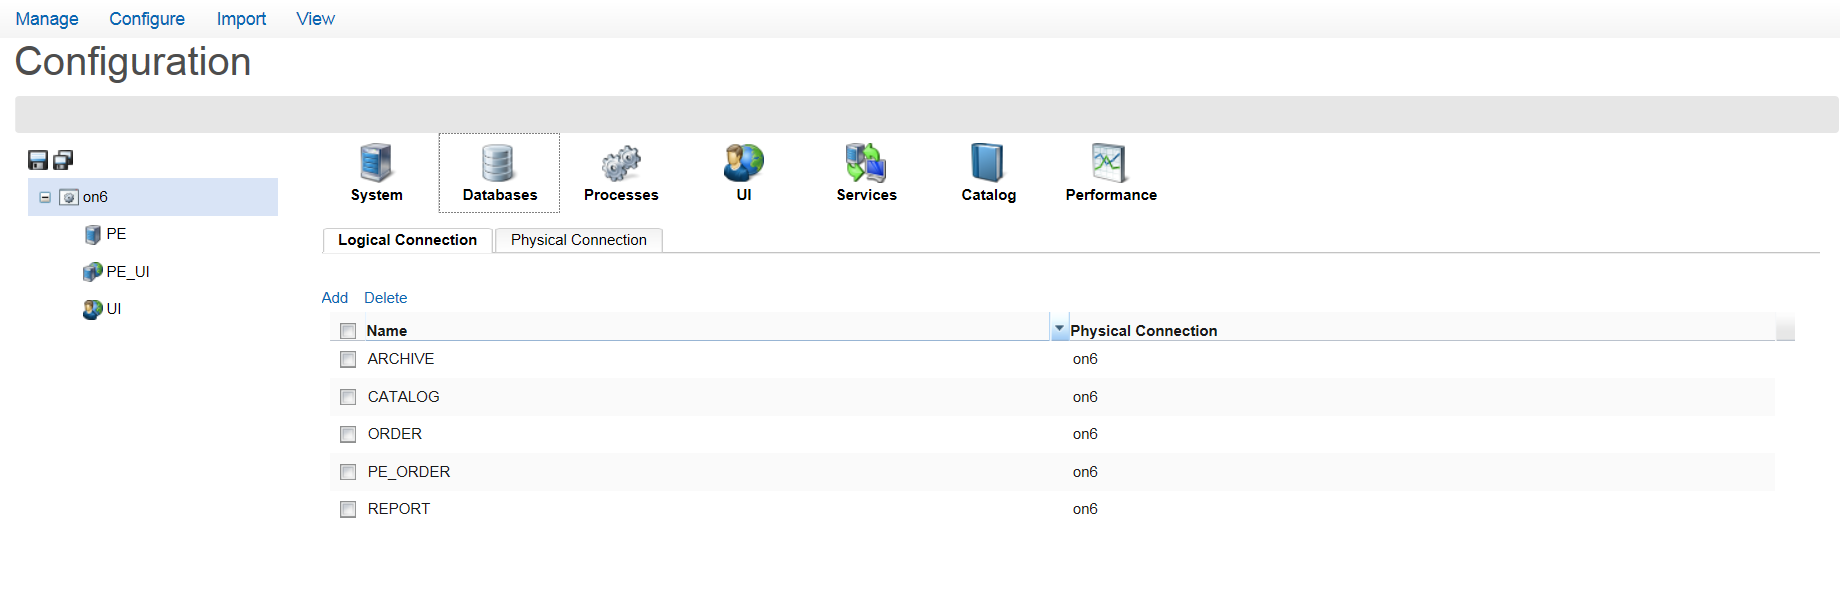 Manage Configure Import View
Configuration
System Databases Processes UI Services Catalog Performance
on6
PE
PE_UI
UI
Logical Connection Physical Connection
Add Delete
Name Physical Connection
ARCHIVE on6
CATALOG on6
ORDER on6
PE_ORDER on6
REPORT on6